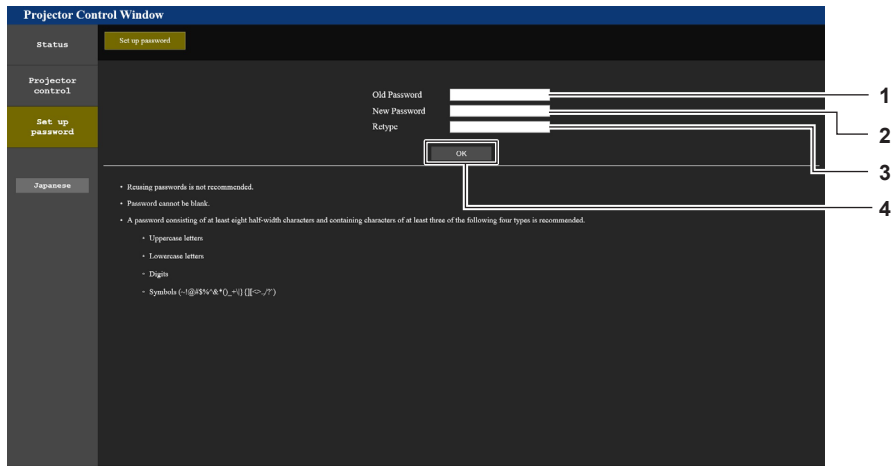 Projector Control Window
Status
Set up password
Projector
control
Set up
password
Japanese
Old Password
New Password
Retype
OK
1
2
3
4
• Reusing passwords is not recommended.
• Password cannot be blank.
• A password consisting of at least eight half-width characters and containing characters of at least three of the following four types is recommended.
• Uppercase letters
• Lowercase letters
• Digits
• Symbols (~!@#$%^&*()_+\|}{][<>.,/?`)